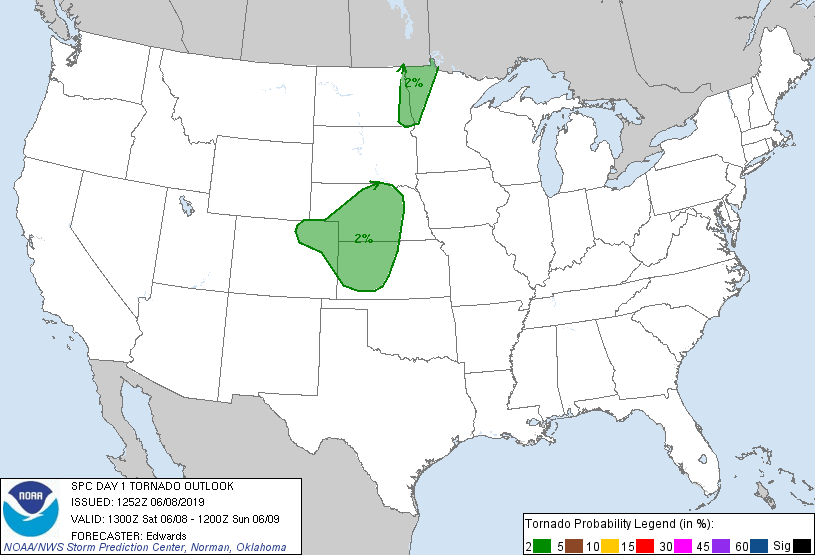 2%
2%
NOAA
SPC DAY 1 TORNADO OUTLOOK
ISSUED: 1252Z 06/08/2019
VALID: 1300Z Sat 06/08 - 1200Z Sun 06/09
FORECASTER: Edwards
NOAA/NWS Storm Prediction Center, Norman, Oklahoma
Tornado Probability Legend (in %):
2 5 10 15 30 45 60 Sig